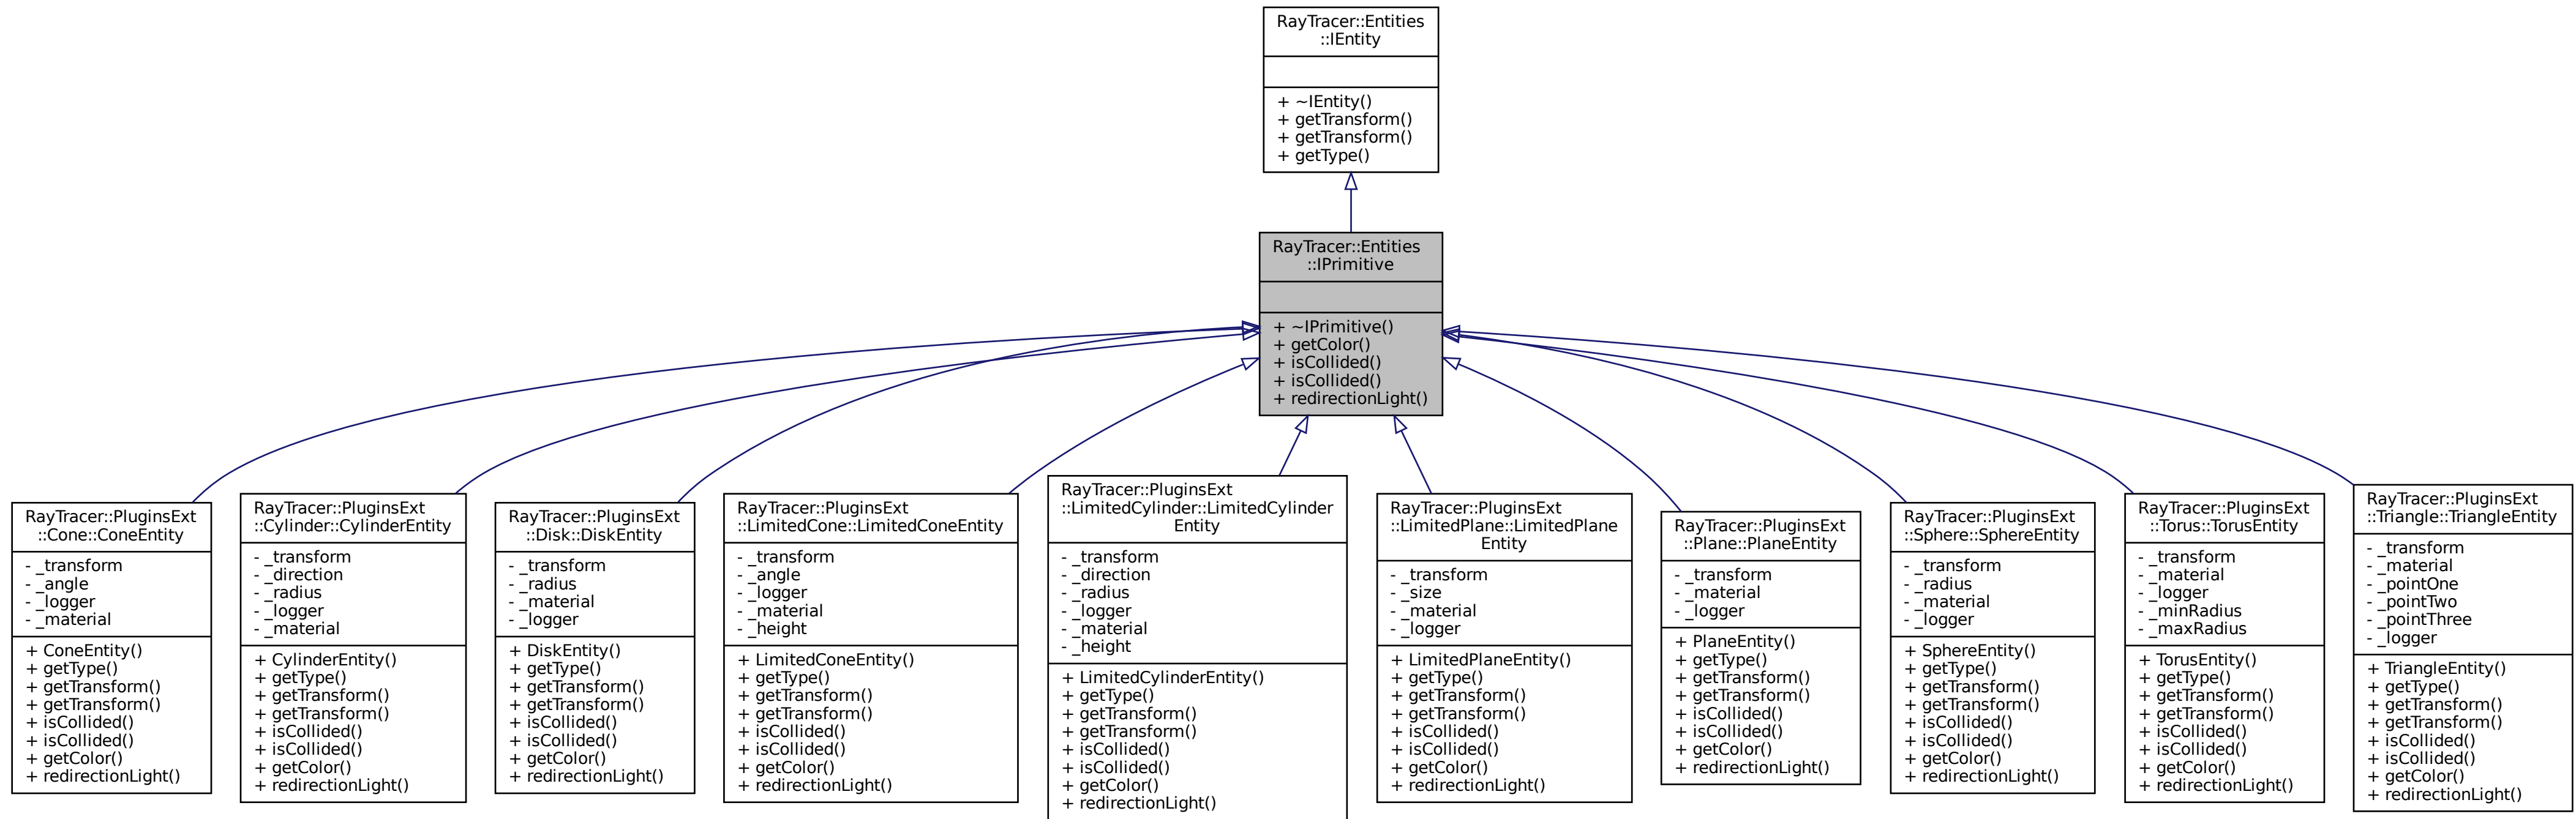 RayTracer::Entities
::IEntity
+ ~IEntity()
+ getTransform()
+ getTransform()
+ getType()
RayTracer::Entities
::IPrimitive
+ ~IPrimitive()
+ getColor()
+ isCollided()
+ isCollided()
+ redirectionLight()
RayTracer::PluginsExt
::Cone::ConeEntity
- _transform
- _angle
- _logger
- _material
+ ConeEntity()
+ getType()
+ getTransform()
+ getTransform()
+ isCollided()
+ isCollided()
+ getColor()
+ redirectionLight()
RayTracer::PluginsExt
::Cylinder::CylinderEntity
- _transform
- _direction
- _radius
- _logger
- _material
+ CylinderEntity()
+ getType()
+ getTransform()
+ getTransform()
+ isCollided()
+ isCollided()
+ getColor()
+ redirectionLight()
RayTracer::PluginsExt
::Disk::DiskEntity
- _transform
- _radius
- _material
- _logger
+ DiskEntity()
+ getType()
+ getTransform()
+ getTransform()
+ isCollided()
+ isCollided()
+ getColor()
+ redirectionLight()
RayTracer::PluginsExt
::LimitedCone::LimitedConeEntity
- _transform
- _angle
- _logger
- _material
- _height
+ LimitedConeEntity()
+ getType()
+ getTransform()
+ getTransform()
+ isCollided()
+ isCollided()
+ getColor()
+ redirectionLight()
RayTracer::PluginsExt
::LimitedCylinder::LimitedCylinder
Entity
- _transform
- _direction
- _radius
- _logger
- _material
- _height
+ LimitedCylinderEntity()
+ getType()
+ getTransform()
+ getTransform()
+ isCollided()
+ isCollided()
+ getColor()
+ redirectionLight()
RayTracer::PluginsExt
::LimitedPlane::LimitedPlane
Entity
- _transform
- _size
- _material
- _logger
+ LimitedPlaneEntity()
+ getType()
+ getTransform()
+ getTransform()
+ isCollided()
+ isCollided()
+ getColor()
+ redirectionLight()
RayTracer::PluginsExt
::Plane::PlaneEntity
- _transform
- _material
- _logger
+ PlaneEntity()
+ getType()
+ getTransform()
+ getTransform()
+ isCollided()
+ isCollided()
+ getColor()
+ redirectionLight()
RayTracer::PluginsExt
::Sphere::SphereEntity
- _transform
- _radius
- _material
- _logger
+ SphereEntity()
+ getType()
+ getTransform()
+ getTransform()
+ isCollided()
+ isCollided()
+ getColor()
+ redirectionLight()
RayTracer::PluginsExt
::Torus::TorusEntity
- _transform
- _material
- _logger
- _minRadius
- _maxRadius
+ TorusEntity()
+ getType()
+ getTransform()
+ getTransform()
+ isCollided()
+ isCollided()
+ getColor()
+ redirectionLight()
RayTracer::PluginsExt
::Triangle::TriangleEntity
- _transform
- _material
- _pointOne
- _pointTwo
- _pointThree
- _logger
+ TriangleEntity()
+ getType()
+ getTransform()
+ getTransform()
+ isCollided()
+ isCollided()
+ getColor()
+ redirectionLight()